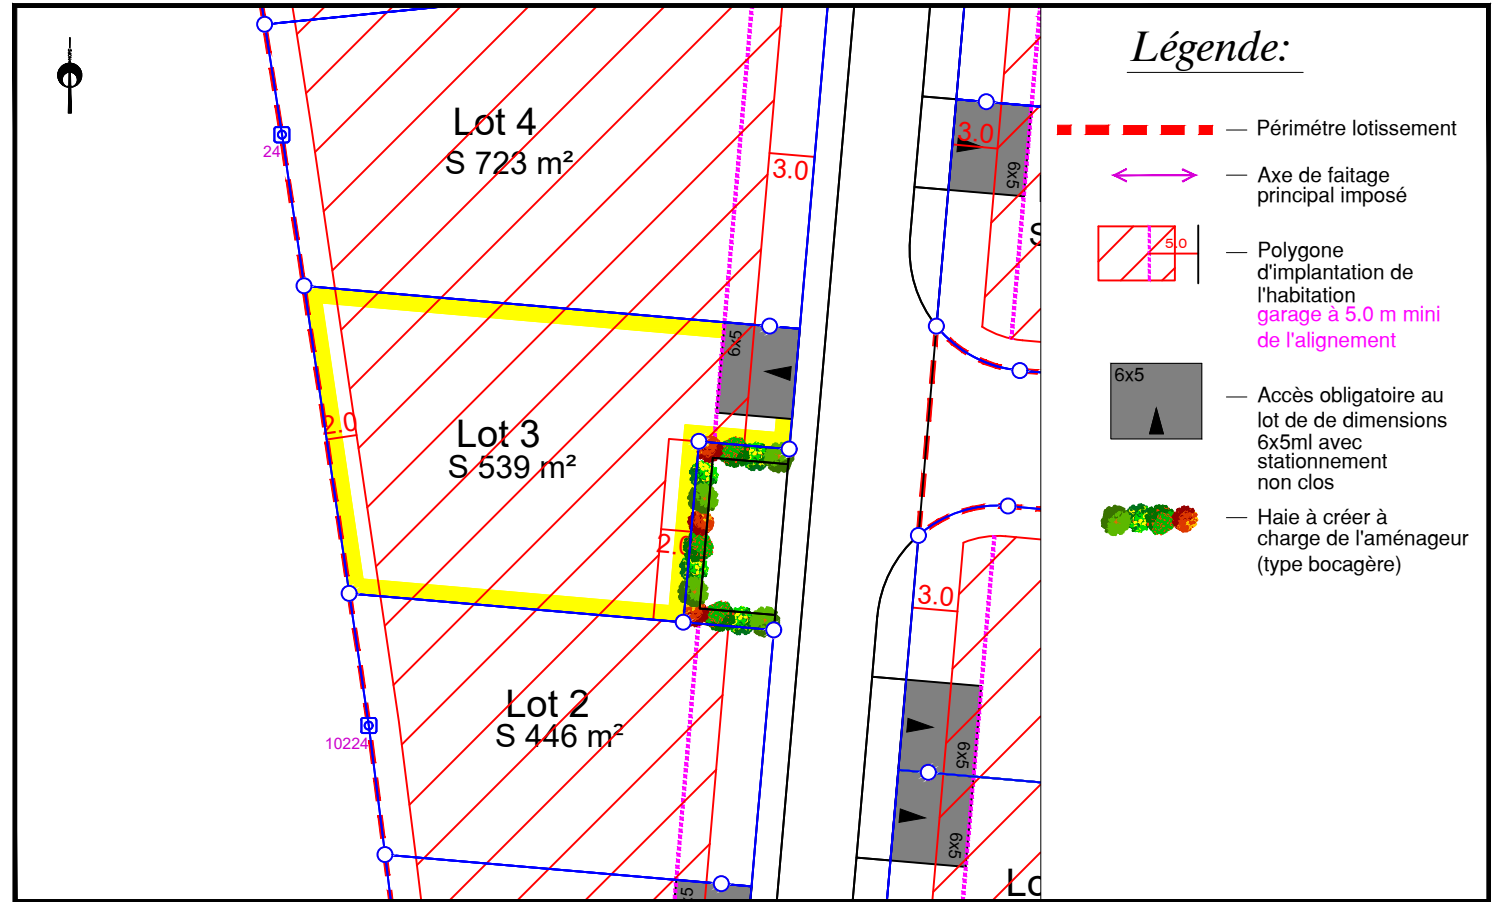 Lot 4
S 723 m²
24
3.0
3.0
6x5
6x5
2.0
Lot 3
S 539 m²
3.0
Lot 2
S 446 m²
10224
6x5
6x5
Lo
Légende:
Périmétre lotissement
Axe de faitage
principal imposé
5.0
Polygone
d'implantation de
l'habitation
garage à 5.0 m mini
de l'alignement
6x5
Accès obligatoire au
lot de de dimensions
6x5ml avec
stationnement
non clos
Haie à créer à
charge de l'aménageur
(type bocagère)